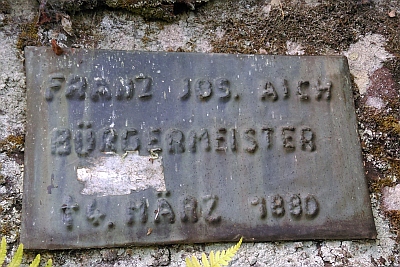 FRANZ JOS. AICH
BÜRGERMEISTER
† 4. MÄRZ 1880